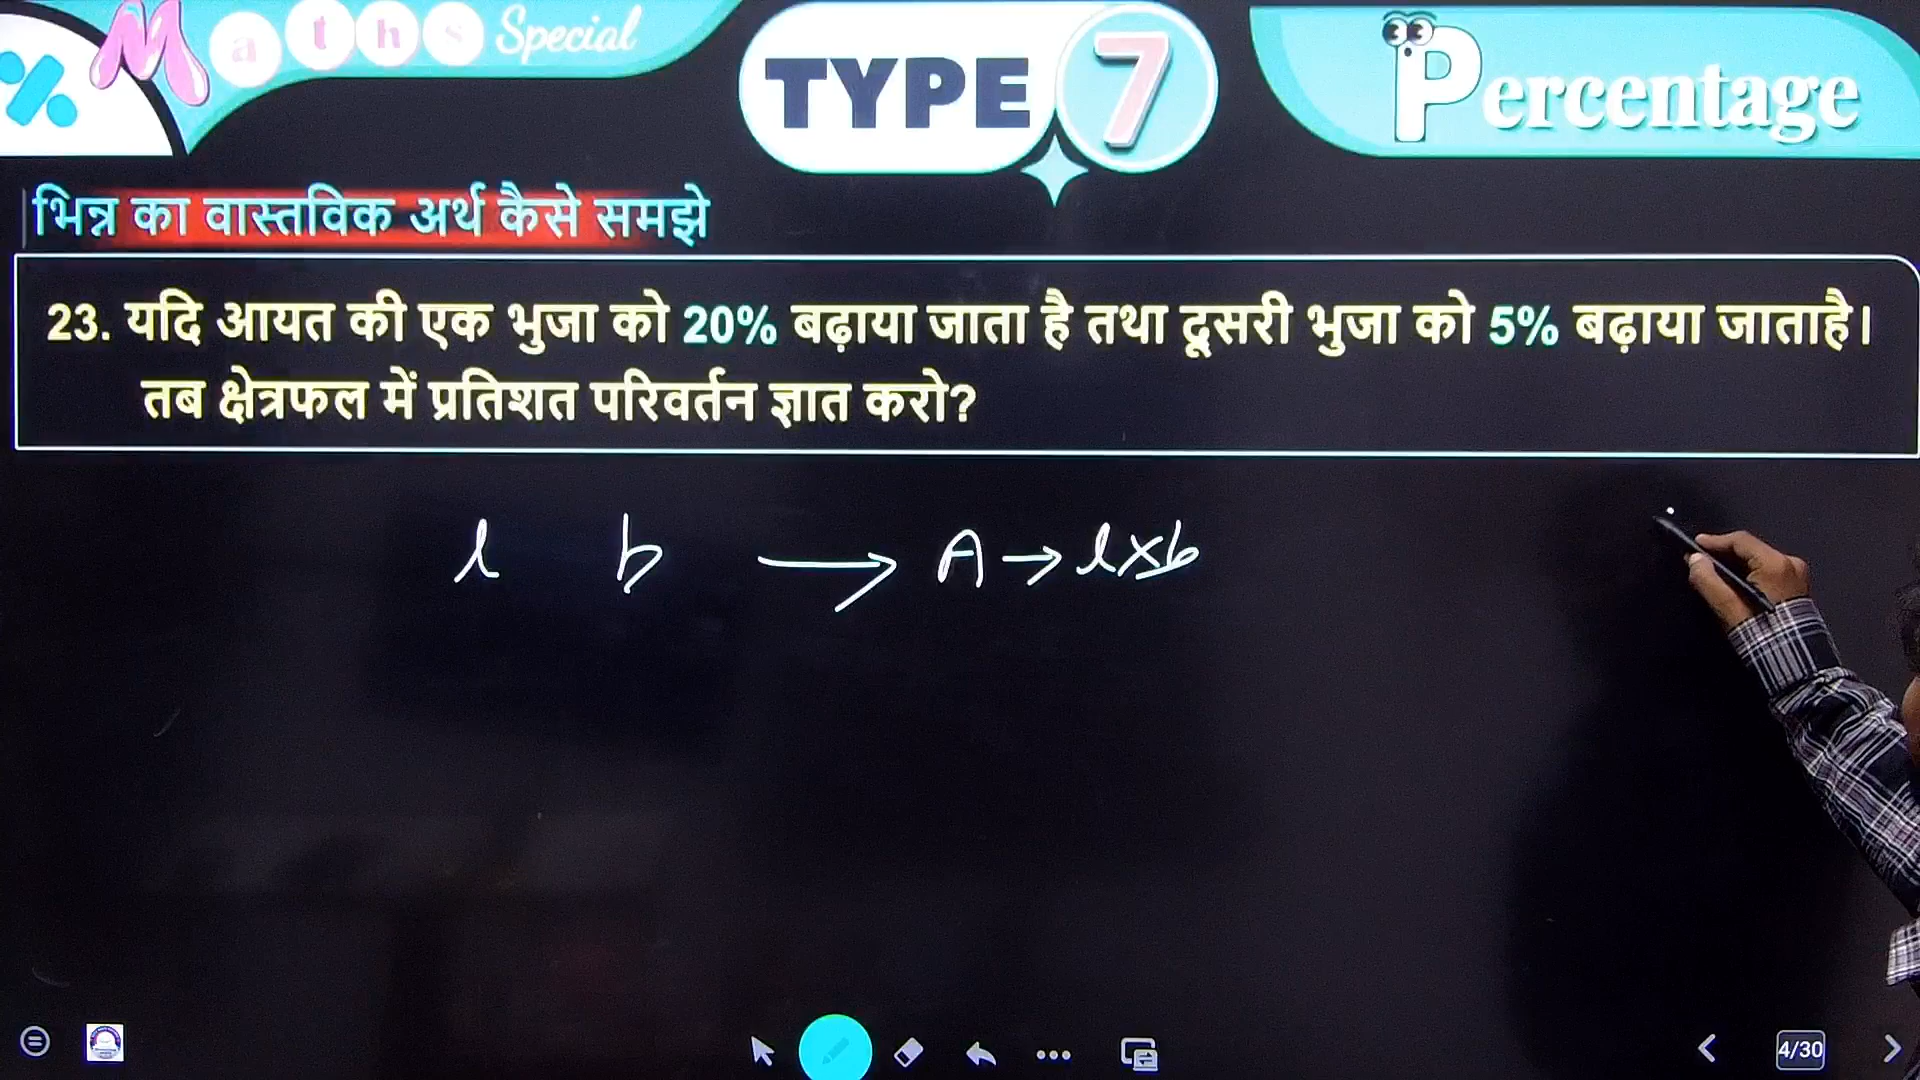 % Maths Special
TYPE 7
Percentage
भिन्न का वास्तविक अर्थ कैसे समझे
23. यदि आयत की एक भुजा को 20% बढ़ाया जाता है तथा दूसरी भुजा को 5% बढ़ाया जाताहै।
तब क्षेत्रफल में प्रतिशत परिवर्तन ज्ञात करो?
l b → A → l×b
4/30